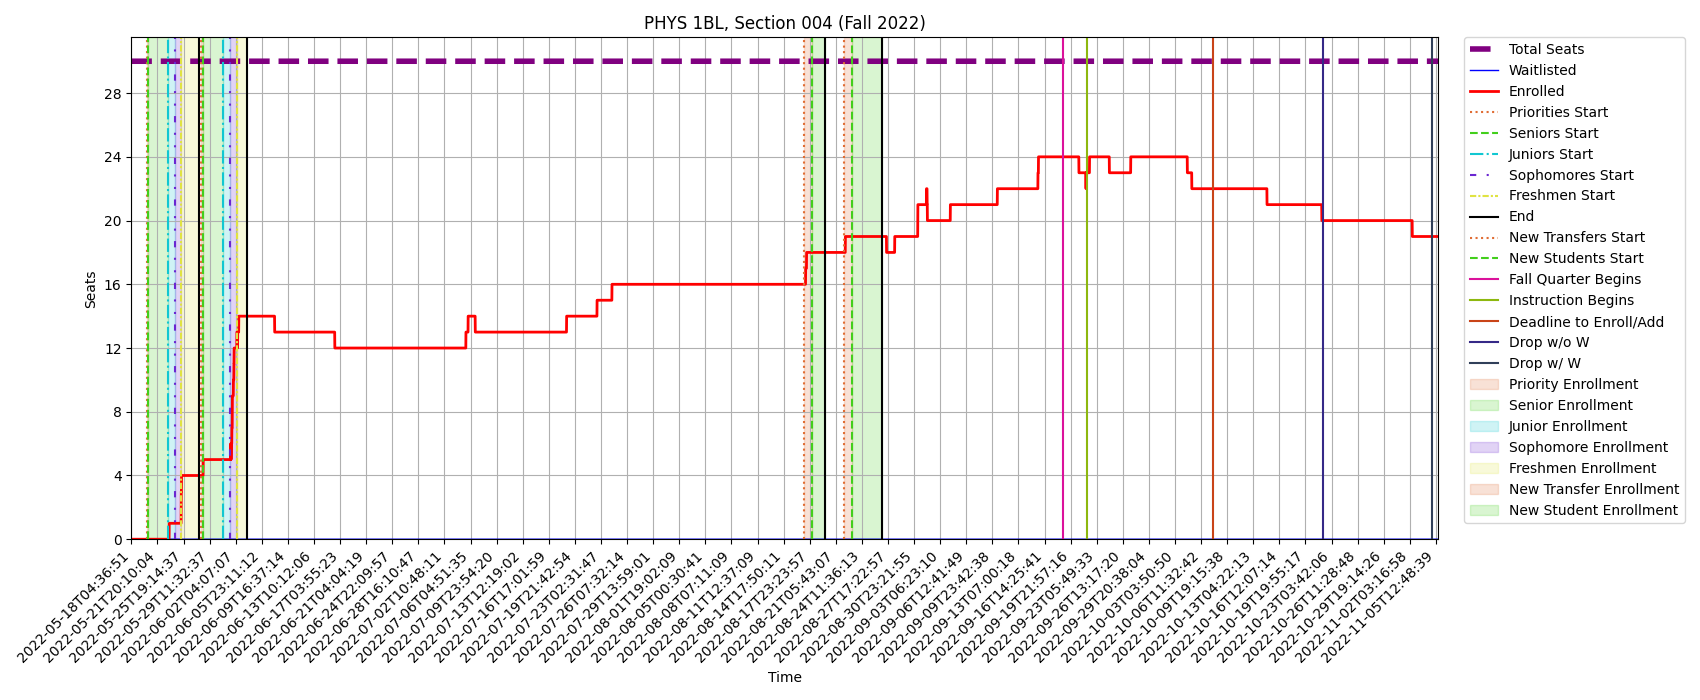 PHYS 1BL, Section 004 (Fall 2022)
Seats
28
24
20
16
12
8
4
0
2022-05-18T04:36:51
2022-05-21T20:10:04
2022-05-25T19:14:37
2022-05-29T11:32:37
2022-06-02T04:07:07
2022-06-05T23:11:12
2022-06-09T16:37:14
2022-06-13T10:12:06
2022-06-17T03:55:23
2022-06-21T04:04:19
2022-06-24T22:09:57
2022-06-28T16:10:47
2022-07-02T10:48:11
2022-07-06T04:51:35
2022-07-09T23:54:20
2022-07-13T12:19:02
2022-07-16T17:01:59
2022-07-19T21:42:54
2022-07-23T02:31:47
2022-07-26T07:32:14
2022-07-29T13:59:01
2022-08-01T19:02:09
2022-08-05T00:30:41
2022-08-08T07:11:09
2022-08-11T12:37:09
2022-08-14T17:50:11
2022-08-17T23:23:57
2022-08-21T05:43:07
2022-08-24T11:36:13
2022-08-27T17:22:57
2022-08-30T23:21:55
2022-09-03T06:23:10
2022-09-06T12:41:49
2022-09-09T23:42:38
2022-09-13T07:00:18
2022-09-16T14:25:41
2022-09-19T21:57:16
2022-09-23T05:49:33
2022-09-26T13:17:20
2022-09-29T20:38:04
2022-10-03T03:50:50
2022-10-06T11:32:42
2022-10-09T19:15:38
2022-10-13T04:22:13
2022-10-16T12:07:14
2022-10-19T19:55:17
2022-10-23T03:42:06
2022-10-26T11:28:48
2022-10-29T19:14:26
2022-11-02T03:16:58
2022-11-05T12:48:39
Time
Total Seats
Waitlisted
Enrolled
Priorities Start
Seniors Start
Juniors Start
Sophomores Start
Freshmen Start
End
New Transfers Start
New Students Start
Fall Quarter Begins
Instruction Begins
Deadline to Enroll/Add
Drop w/o W
Drop w/ W
Priority Enrollment
Senior Enrollment
Junior Enrollment
Sophomore Enrollment
Freshmen Enrollment
New Transfer Enrollment
New Student Enrollment